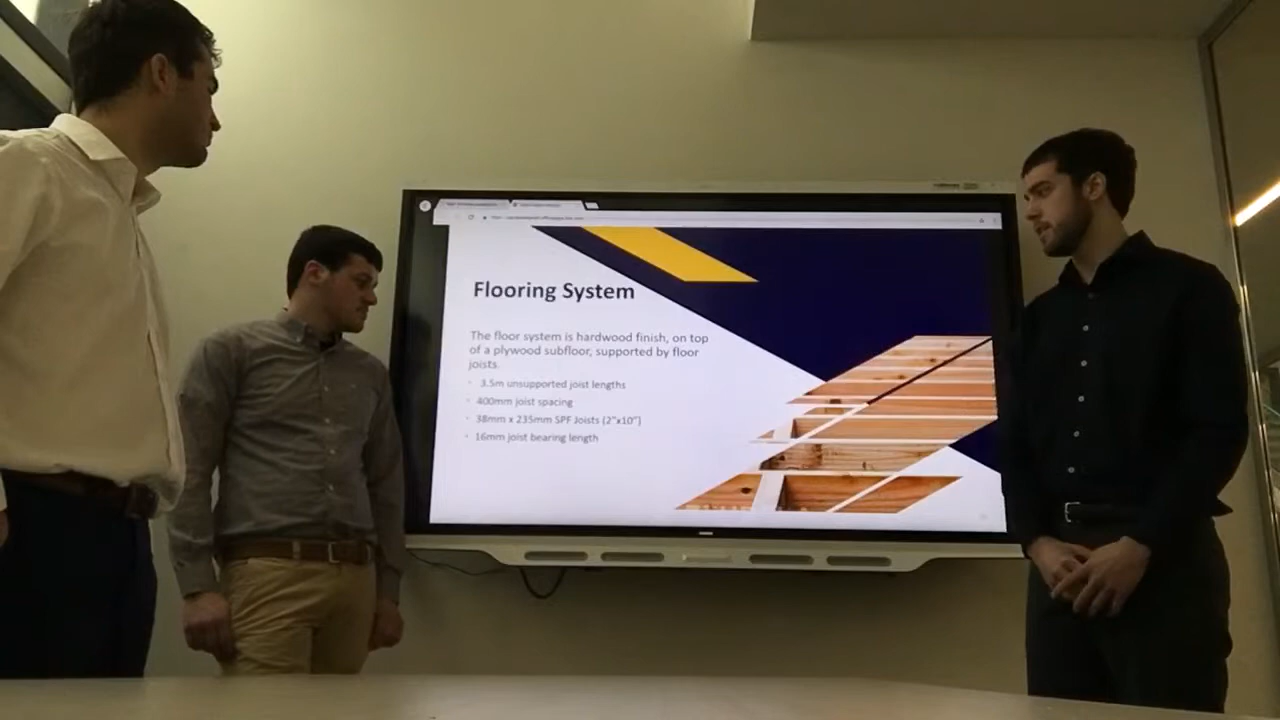 Flooring System
The floor system is hardwood finish, on top
of a plywood subfloor, supported by floor
joists.
3.5m unsupported joist lengths
400mm joist spacing
38mm x 235mm SPF Joists (2"x10")
16mm joist bearing length